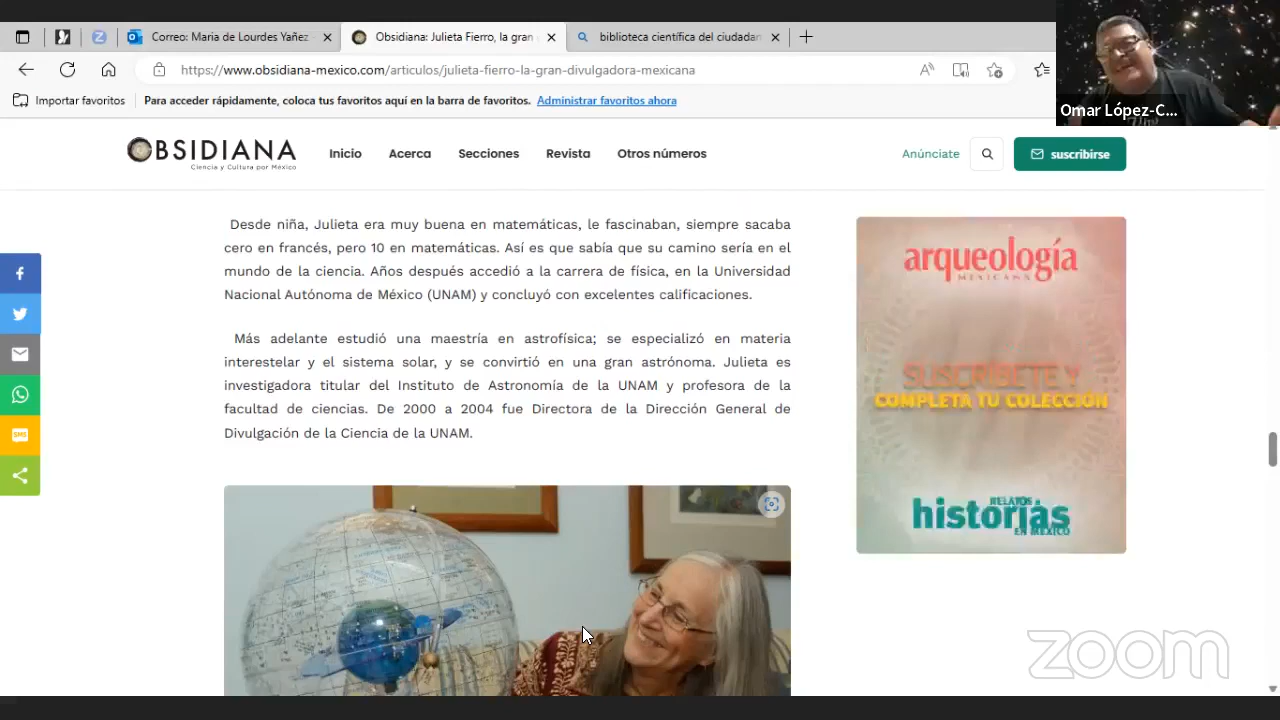 Correo: Maria de Lourdes Yañez -
Obsidiana: Julieta Fierro, la gran
biblioteca científica del ciudadan
https://www.obsidiana-mexico.com/articulos/julieta-fierro-la-gran-divulgadora-mexicana
Importar favoritos
Para acceder rápidamente, coloca tus favoritos aquí en la barra de favoritos. Administrar favoritos ahora
Omar López-C...
OBSIDIANA
Ciencia y Cultura por México
Inicio Acerca Secciones Revista Otros números
Anúnciate
suscribirse
Desde niña, Julieta era muy buena en matemáticas, le fascinaban, siempre sacaba
cero en francés, pero 10 en matemáticas. Así es que sabía que su camino sería en el
mundo de la ciencia. Años después accedió a la carrera de física, en la Universidad
Nacional Autónoma de México (UNAM) y concluyó con excelentes calificaciones.
Más adelante estudió una maestría en astrofísica; se especializó en materia
interestelar y el sistema solar, y se convirtió en una gran astrónoma. Julieta es
investigadora titular del Instituto de Astronomía de la UNAM y profesora de la
facultad de ciencias. De 2000 a 2004 fue Directora de la Dirección General de
Divulgación de la Ciencia de la UNAM.
SMS
arqueología
MEXICANA
SUSCRÍBETE Y
COMPLETA TU COLECCIÓN
RELATOS e
historias
EN MÉXICO
zoom